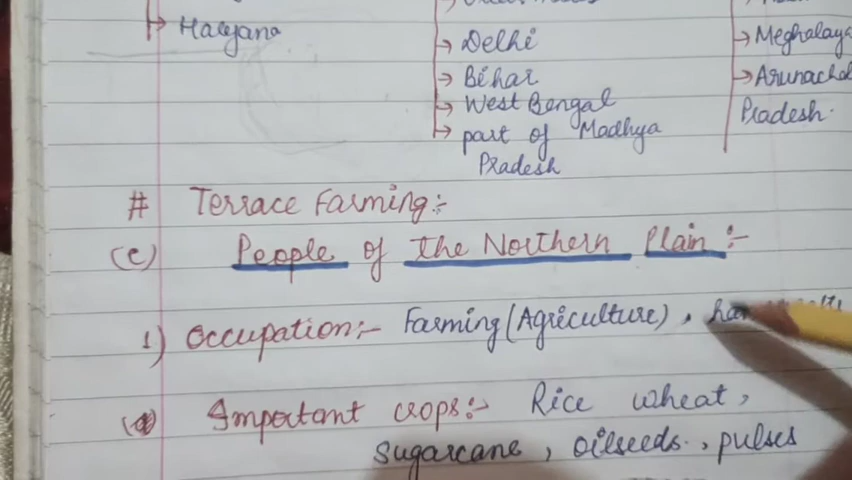 → Haryana
→ Delhi
→ Bihar
→ West Bengal
→ part of Madhya
Pradesh
→ Meghalaya
→ Arunachal
Pradesh.
# Terrace Farming:-
(c) People of the Northern Plain :-
1) Occupation:- Farming (Agriculture),
Important crops:- Rice wheat,
sugarcane, oilseeds., pulses